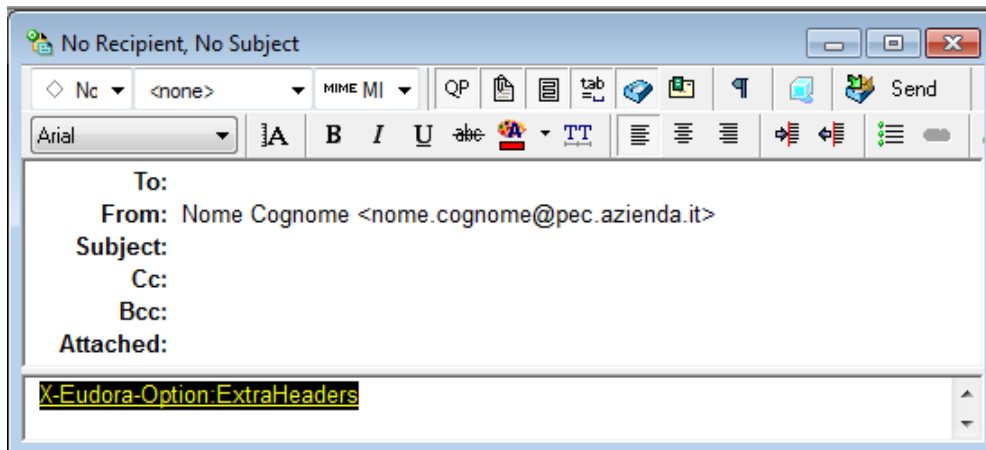 No Recipient, No Subject
Nc <none> MIME MI QP tab Send
Arial A B I U abc A TT
To:
From: Nome Cognome <nome.cognome@pec.azienda.it>
Subject:
Cc:
Bcc:
Attached:
X-Eudora-Option:ExtraHeaders